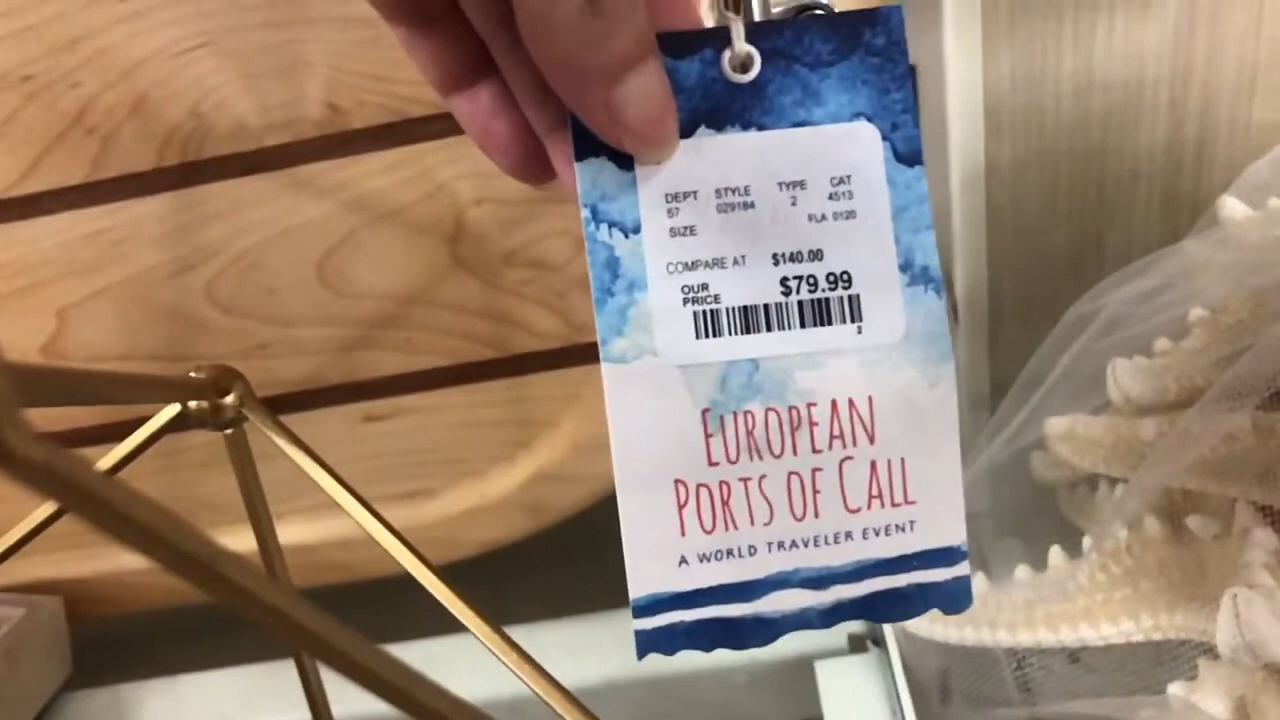 DEPT STYLE TYPE CAT
57 029184 2 4513
SIZE FLA 0120
COMPARE AT $140.00
OUR PRICE $79.99
2
EUROPEAN
PORTS OF CALL
A WORLD TRAVELER EVENT